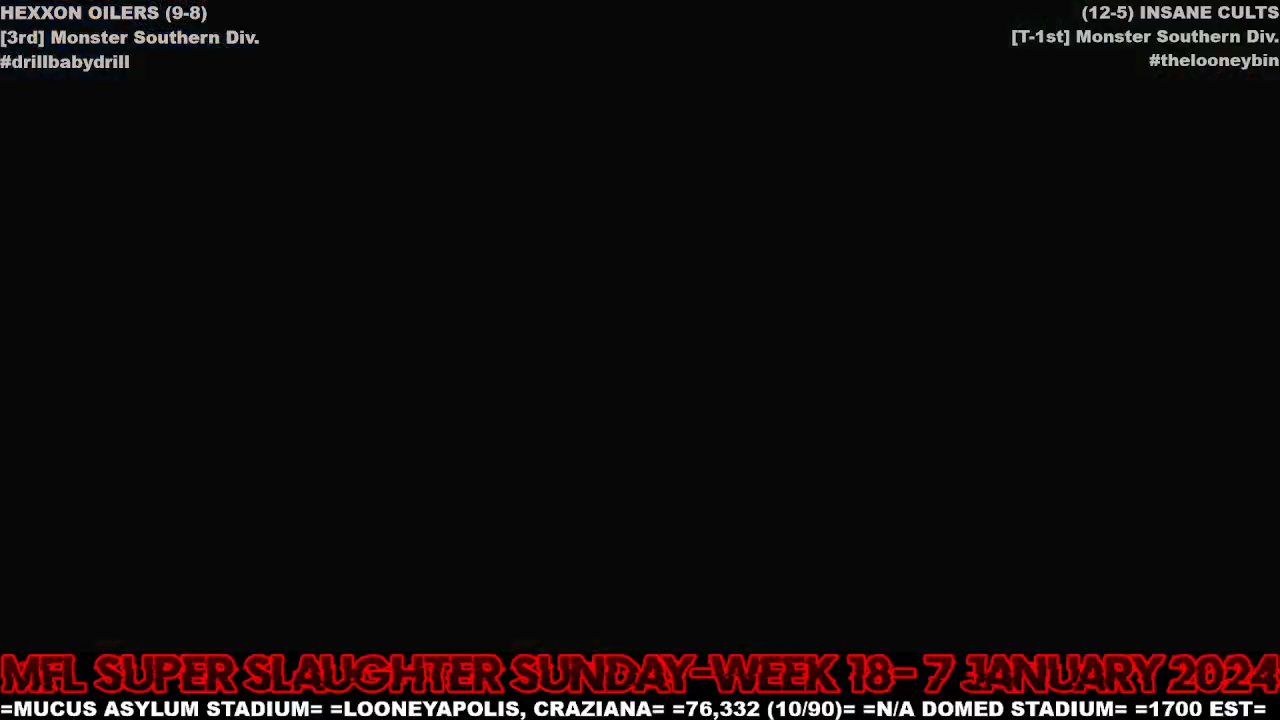 HEXXON OILERS (9-8)
[3rd] Monster Southern Div.
#drillbabydrill
(12-5) INSANE CULTS
[T-1st] Monster Southern Div.
#thelooneybin
MFL SUPER SLAUGHTER SUNDAY-WEEK 18- 7 JANUARY 2024
=MUCUS ASYLUM STADIUM= =LOONEYAPOLIS, CRAZIANA= =76,332 (10/90)= =N/A DOMED STADIUM= =1700 EST=